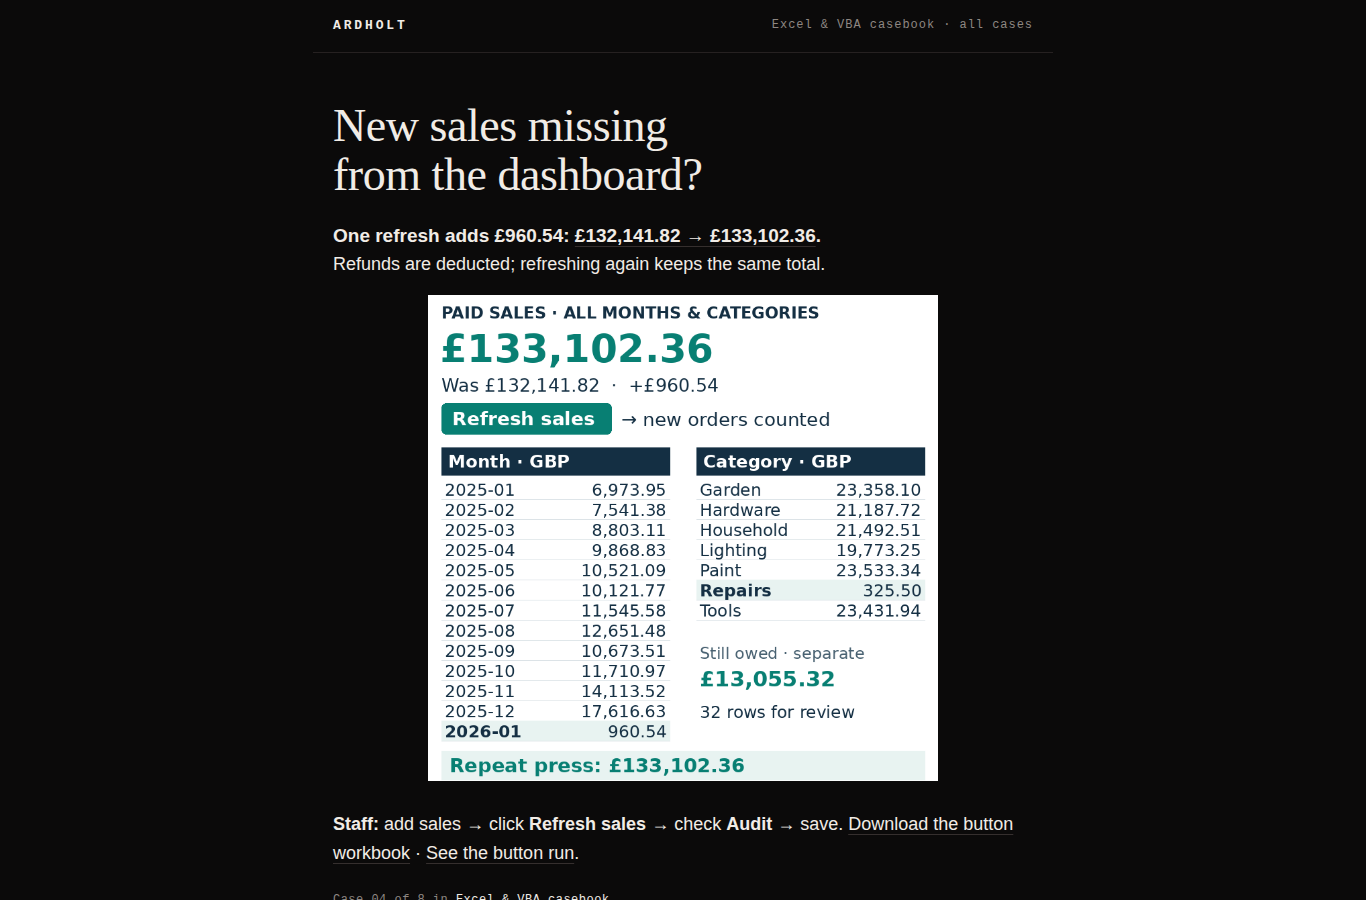 ARDHOLT
Excel & VBA casebook · all cases
New sales missing
from the dashboard?
One refresh adds £960.54: £132,141.82 → £133,102.36.
Refunds are deducted; refreshing again keeps the same total.
PAID SALES · ALL MONTHS & CATEGORIES
£133,102.36
Was £132,141.82 · +£960.54
Refresh sales → new orders counted
Month · GBP
2025-01 6,973.95
2025-02 7,541.38
2025-03 8,803.11
2025-04 9,868.83
2025-05 10,521.09
2025-06 10,121.77
2025-07 11,545.58
2025-08 12,651.48
2025-09 10,673.51
2025-10 11,710.97
2025-11 14,113.52
2025-12 17,616.63
2026-01 960.54
Category · GBP
Garden 23,358.10
Hardware 21,187.72
Household 21,492.51
Lighting 19,773.25
Paint 23,533.34
Repairs 325.50
Tools 23,431.94
Still owed · separate
£13,055.32
32 rows for review
Repeat press: £133,102.36
Staff: add sales → click Refresh sales → check Audit → save. Download the button
workbook · See the button run.
Case 04 of 8 in Excel & VBA casebook